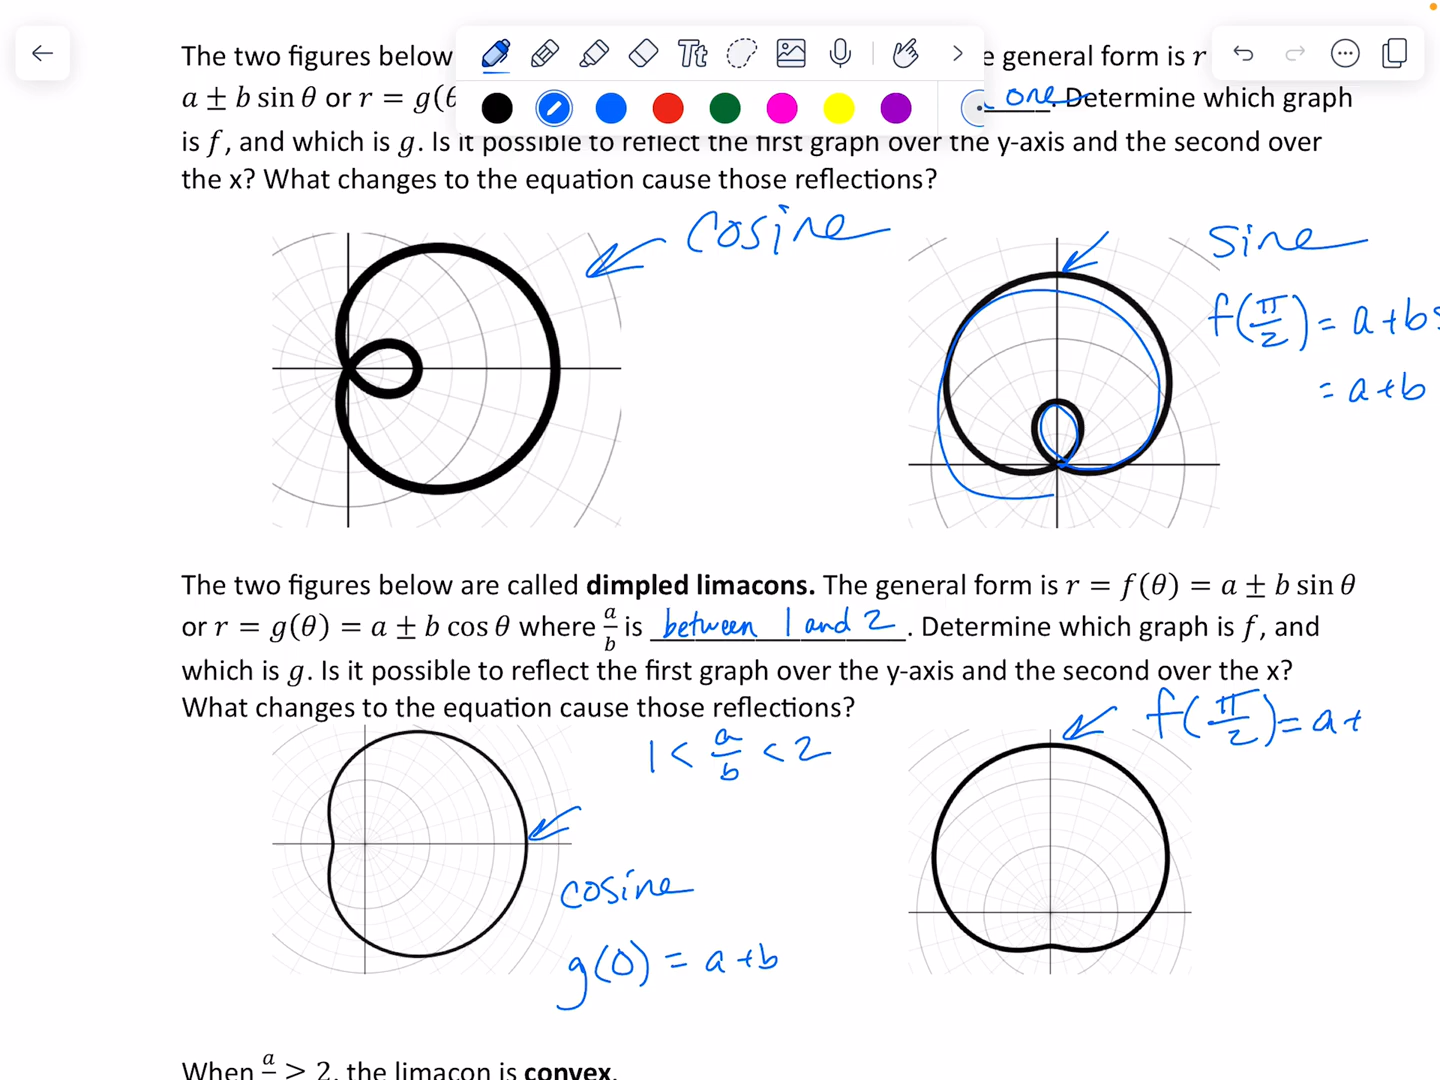 The two figures below
e general form is r
a ± b sin θ or r = g(θ
one. Determine which graph
is f, and which is g. Is it possible to reflect the first graph over the y-axis and the second over
the x? What changes to the equation cause those reflections?
Tt
cosine
sine
f(π/2) = a + b
= a + b
The two figures below are called dimpled limacons. The general form is r = f(θ) = a ± b sin θ
or r = g(θ) = a ± b cos θ where a/b is between 1 and 2. Determine which graph is f, and
which is g. Is it possible to reflect the first graph over the y-axis and the second over the x?
What changes to the equation cause those reflections?
f(π/2) = a +
1 < a/b < 2
cosine
g(0) = a + b
When a > 2, the limacon is convex.